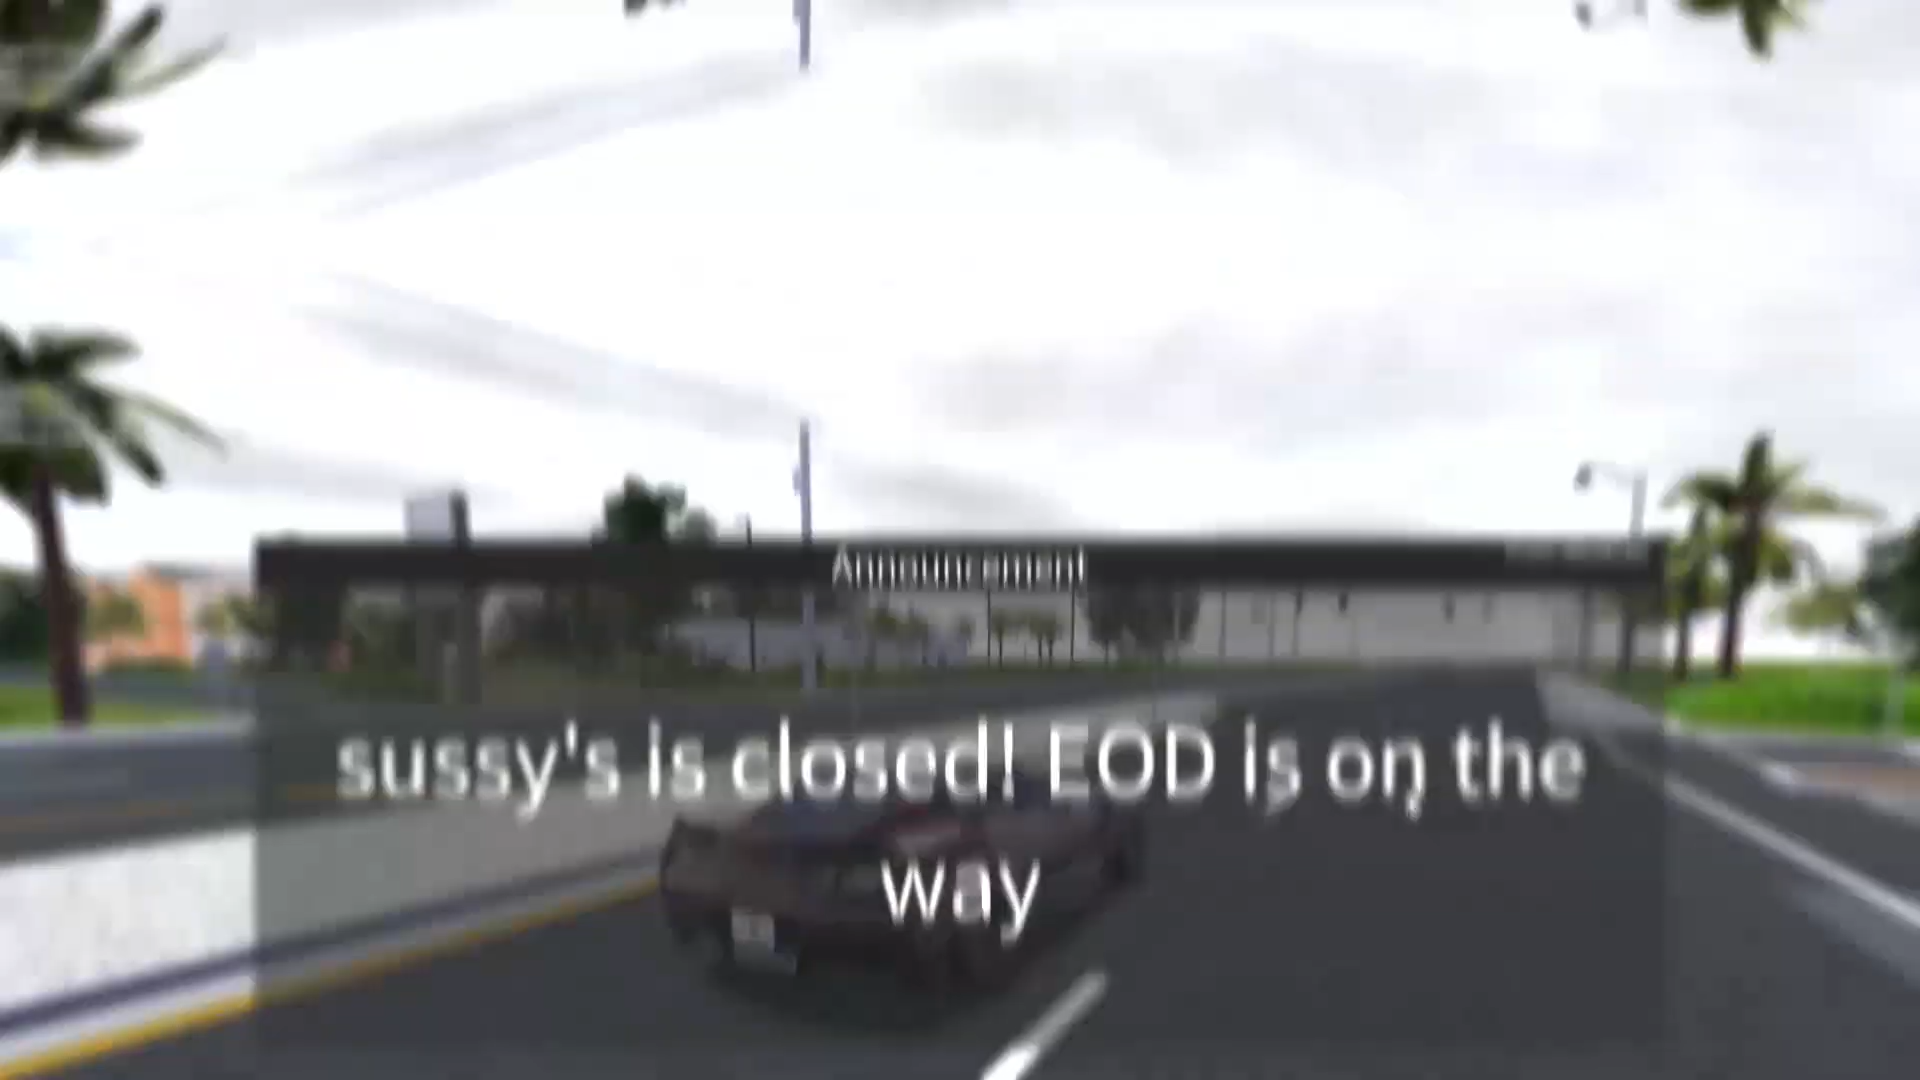 Announcement
sussy's is closed! EOD is on the
way